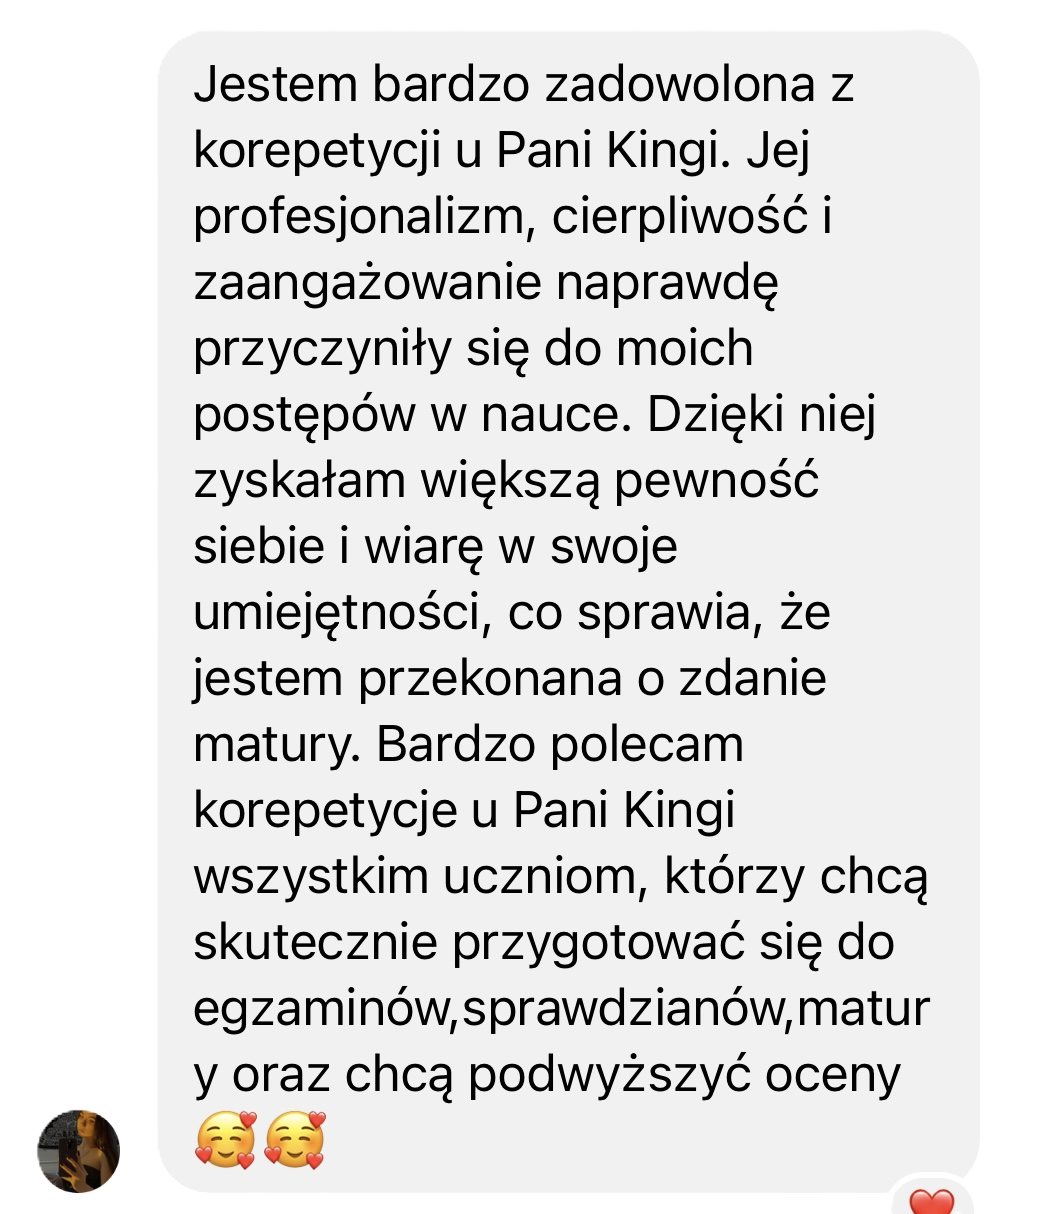 Jestem bardzo zadowolona z
korepetycji u Pani Kingi. Jej
profesjonalizm, cierpliwość i
zaangażowanie naprawdę
przyczyniły się do moich
postępów w nauce. Dzięki niej
zyskałam większą pewność
siebie i wiarę w swoje
umiejętności, co sprawia, że
jestem przekonana o zdanie
matury. Bardzo polecam
korepetycje u Pani Kingi
wszystkim uczniom, którzy chcą
skutecznie przygotować się do
egzaminów,sprawdzianów,matur
y oraz chcą podwyższyć oceny
🥰🥰